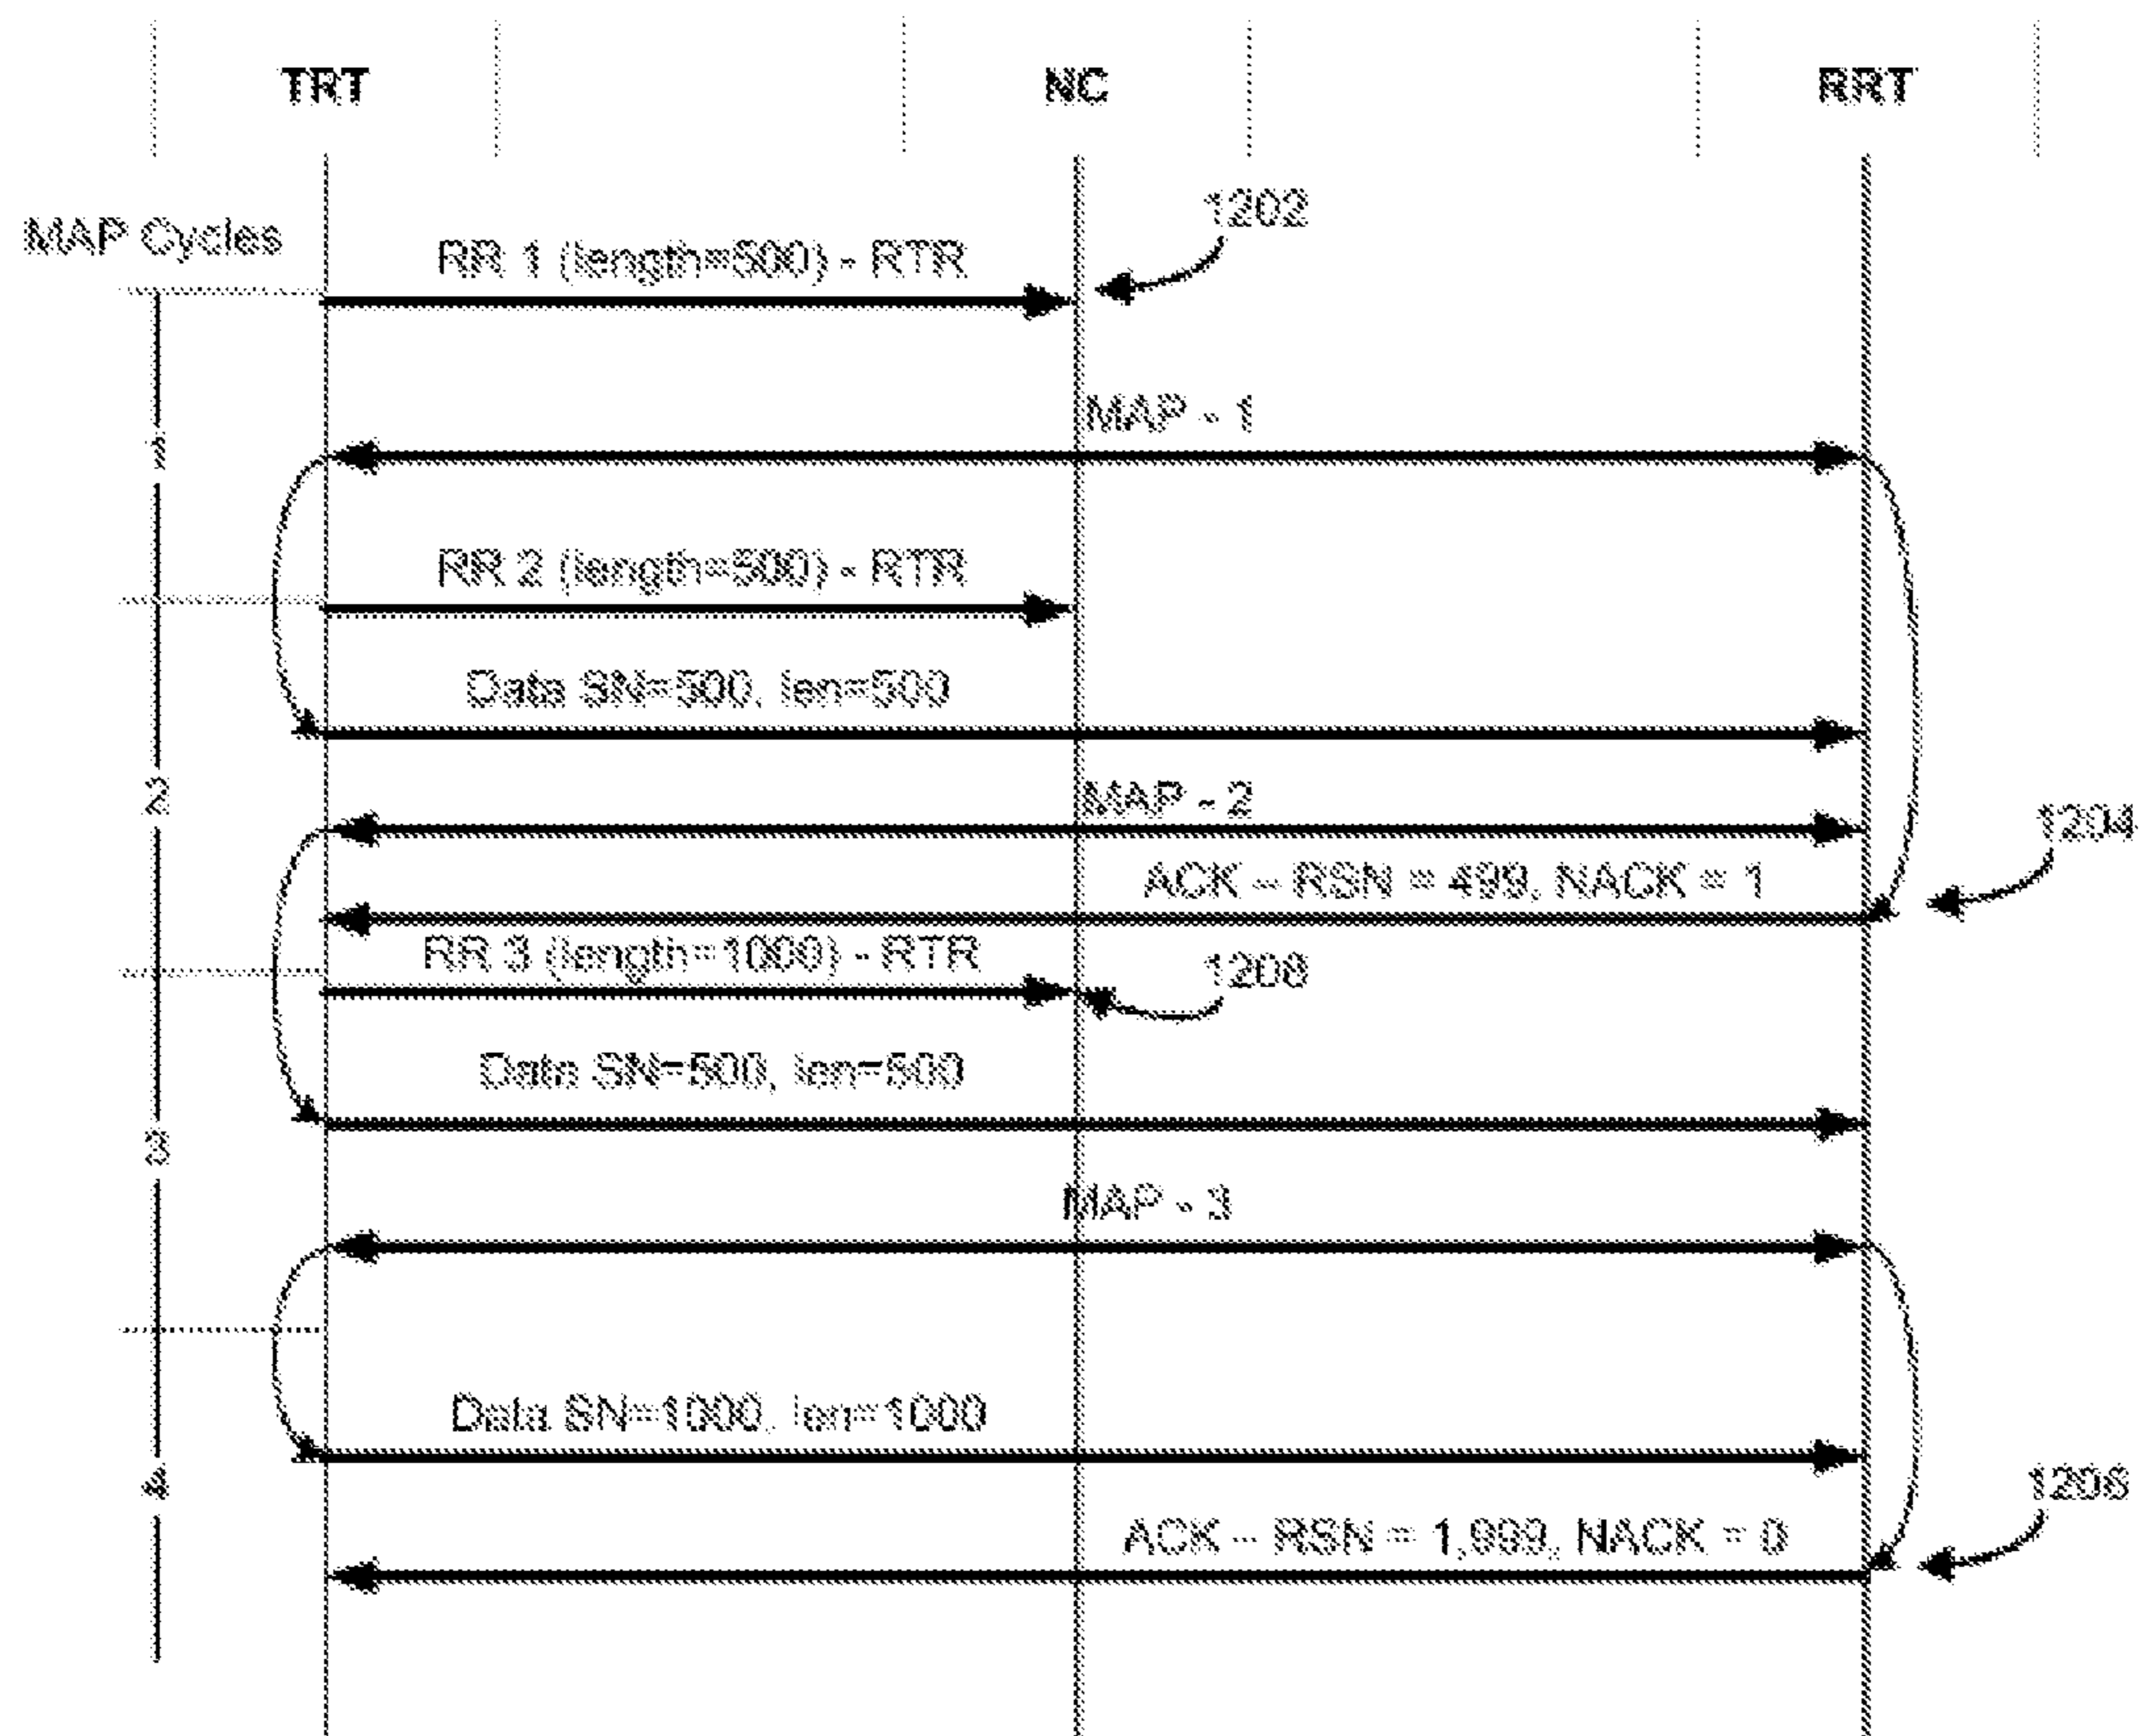 TRT NC RRT
1202
MAP Cycles
RR 1 (length=500) - RTR
MAP - 1
1
RR 2 (length=500) - RTR
Data SN=500, len=500
2
MAP - 2
1204
ACK - RSN = 499, NACK = 1
RR 3 (length=1000) - RTR
1208
Data SN=500, len=500
3
MAP - 3
Data SN=1000, len=1000
4
1206
ACK - RSN = 1,999, NACK = 0